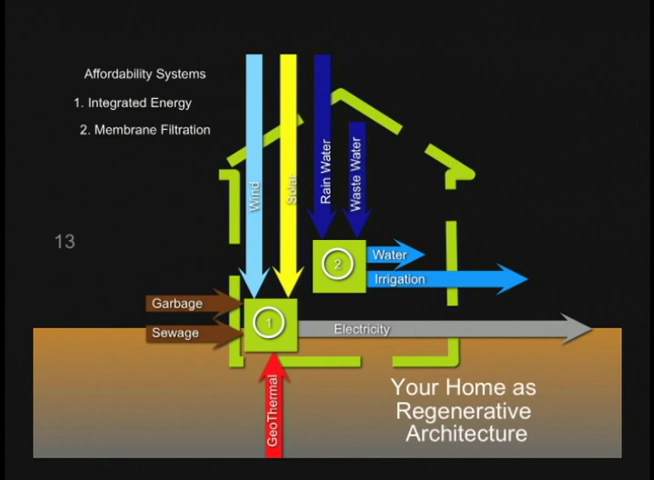 Affordability Systems
1. Integrated Energy
2. Membrane Filtration
13
Wind
Solar
Rain Water
Waste Water
2
Water
Irrigation
Garbage
Sewage
1
Electricity
GeoThermal
Your Home as
Regenerative
Architecture